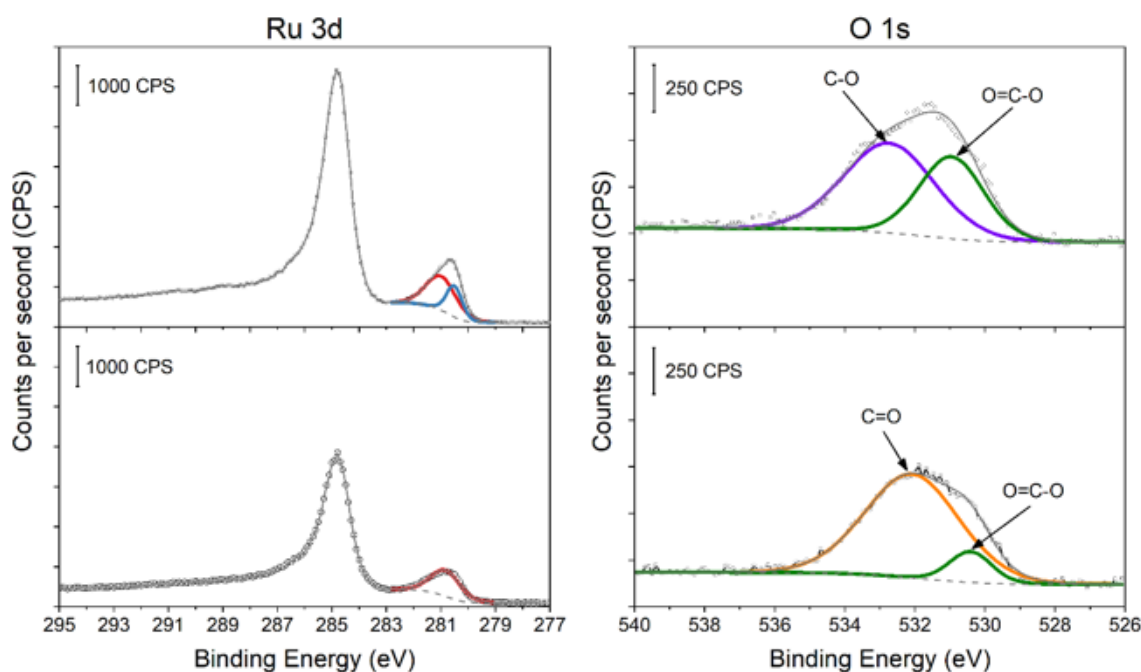 Ru 3d
O 1s
1000 CPS
250 CPS
C-O
O=C-O
Counts per second (CPS)
Counts per second (CPS)
1000 CPS
250 CPS
C=O
O=C-O
295 293 291 289 287 285 283 281 279 277
540 538 536 534 532 530 528 526
Binding Energy (eV)
Binding Energy (eV)